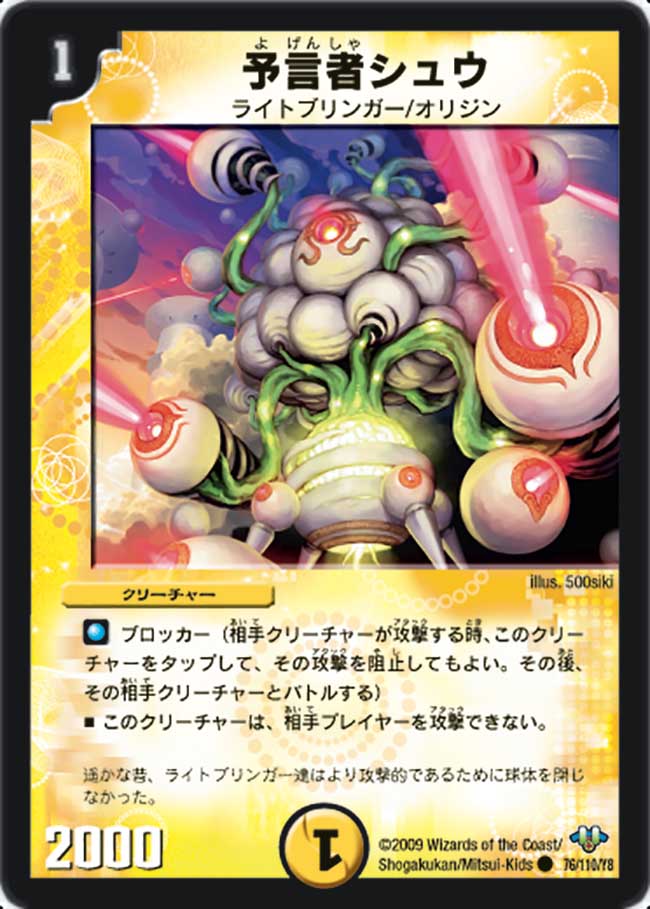 1
予言者シュウ
よげんしゃ
ライトブリンガー/オリジン
illus. 500siki
クリーチャー
ブロッカー（相手クリーチャーが攻撃する時、このクリー
チャーをタップして、その攻撃を阻止してもよい。その後、
その相手クリーチャーとバトルする）
■ このクリーチャーは、相手プレイヤーを攻撃できない。
遥かな昔、ライトブリンガー達はより攻撃的であるために球体を閉じ
なかった。
2000
1
©2009 Wizards of the Coast/
Shogakukan/Mitsui-Kids ● 76/110/Y8